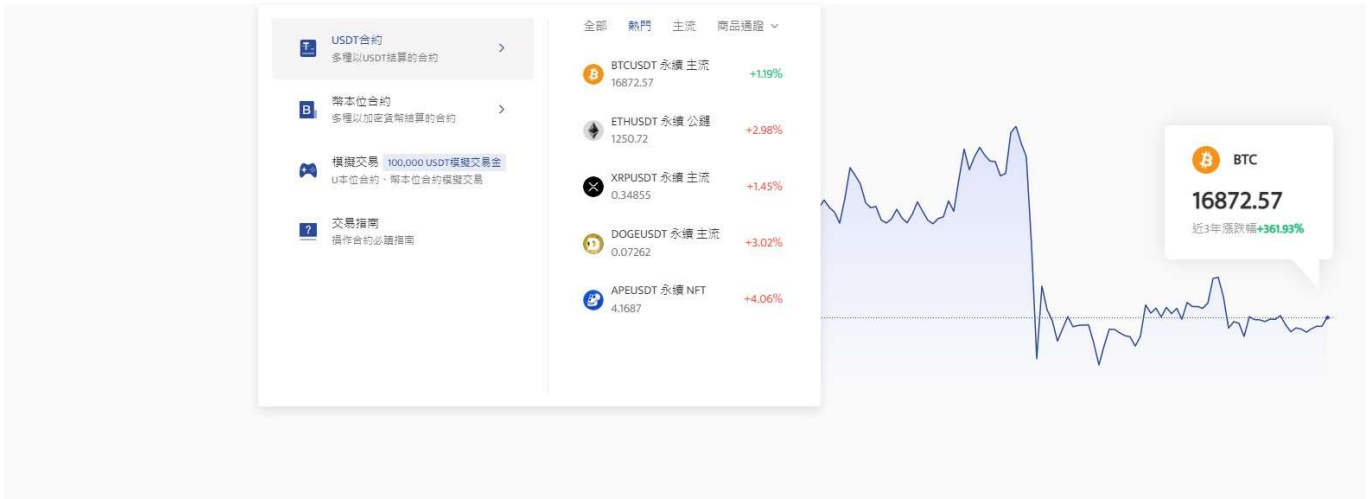 USDT合約
多種以USDT結算的合約
幣本位合約
多種以加密貨幣結算的合約
模擬交易 100,000 USDT模擬交易金
U本位合約、幣本位合約模擬交易
交易指南
操作合約必讀指南
全部 熱門 主流 商品通證
BTCUSDT 永續 主流
16872.57
+1.19%
ETHUSDT 永續 公鏈
1250.72
+2.98%
XRPUSDT 永續 主流
0.34855
+1.45%
DOGEUSDT 永續 主流
0.07262
+3.02%
APEUSDT 永續 NFT
4.1687
+4.06%
BTC
16872.57
近3年漲跌幅+361.93%